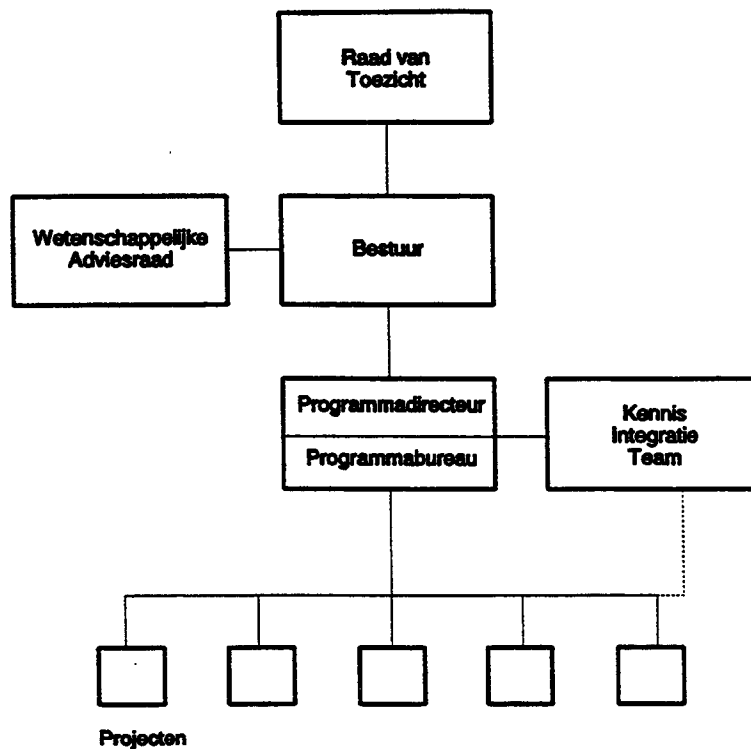 Raad van
Toezicht
Wetenschappelijke
Adviesraad
Bestuur
Programmadirecteur
Programmabureau
Kennis
Integratie
Team
Projecten